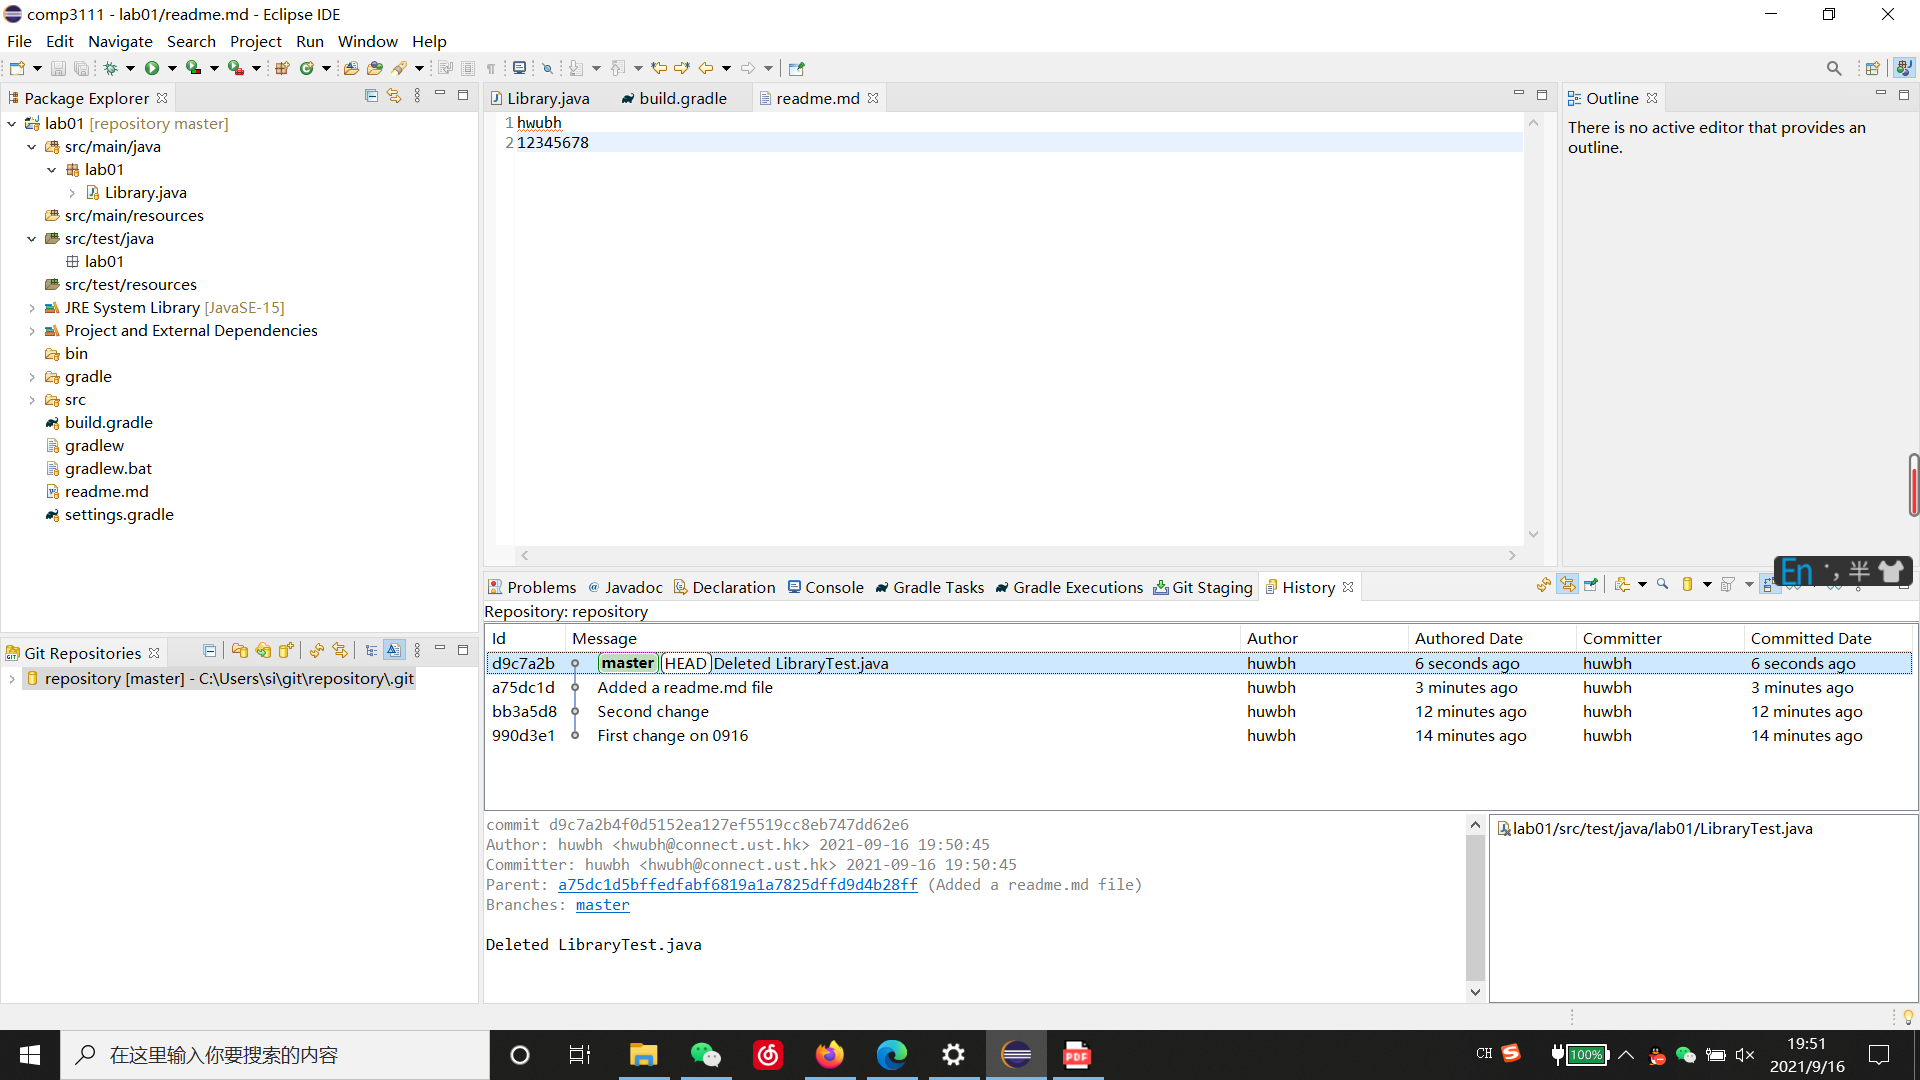 comp3111 - lab01/readme.md - Eclipse IDE
File Edit Navigate Search Project Run Window Help
Package Explorer
lab01 [repository master]
src/main/java
lab01
Library.java
src/main/resources
src/test/java
lab01
src/test/resources
JRE System Library [JavaSE-15]
Project and External Dependencies
bin
gradle
src
build.gradle
gradlew
gradlew.bat
readme.md
settings.gradle
Git Repositories
repository [master] - C:\Users\si\git\repository\.git
Library.java build.gradle readme.md
1 hwubh
2 12345678
Outline
There is no active editor that provides an
outline.
Problems Javadoc Declaration Console Gradle Tasks Gradle Executions Git Staging History
En 半
Repository: repository
Id Message Author Authored Date Committer Committed Date
d9c7a2b master HEAD Deleted LibraryTest.java huwbh 6 seconds ago huwbh 6 seconds ago
a75dc1d Added a readme.md file huwbh 3 minutes ago huwbh 3 minutes ago
bb3a5d8 Second change huwbh 12 minutes ago huwbh 12 minutes ago
990d3e1 First change on 0916 huwbh 14 minutes ago huwbh 14 minutes ago
commit d9c7a2b4f0d5152ea127ef5519cc8eb747dd62e6
Author: huwbh <hwubh@connect.ust.hk> 2021-09-16 19:50:45
Committer: huwbh <hwubh@connect.ust.hk> 2021-09-16 19:50:45
Parent: a75dc1d5bffedfabf6819a1a7825dffd9d4b28ff (Added a readme.md file)
Branches: master
Deleted LibraryTest.java
lab01/src/test/java/lab01/LibraryTest.java
在这里输入你要搜索的内容
PDF
CH
100%
19:51
2021/9/16